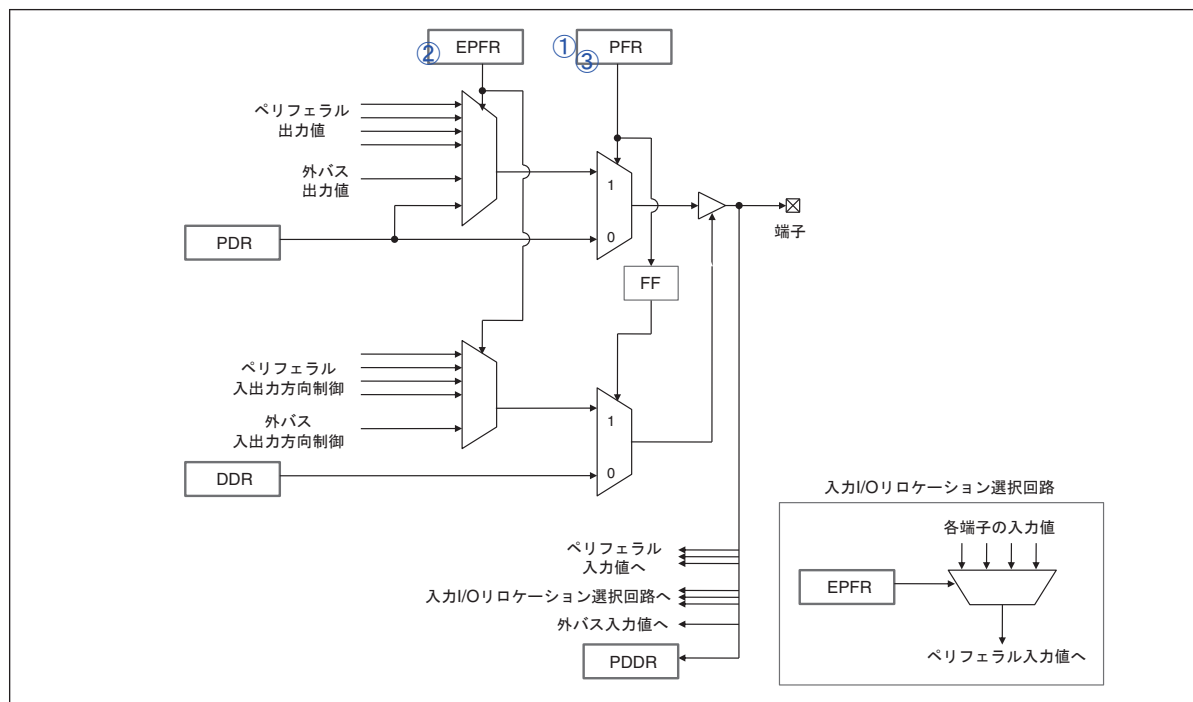 ② EPFR
① ③ PFR
ペリフェラル
出力値
外バス
出力値
1
0
PDR
端子
FF
ペリフェラル
入出力方向制御
外バス
入出力方向制御
1
0
DDR
入力I/Oリロケーション選択回路
各端子の入力値
EPFR
ペリフェラル入力値へ
ペリフェラル
入力値へ
入力I/Oリロケーション選択回路へ
外バス入力値へ
PDDR